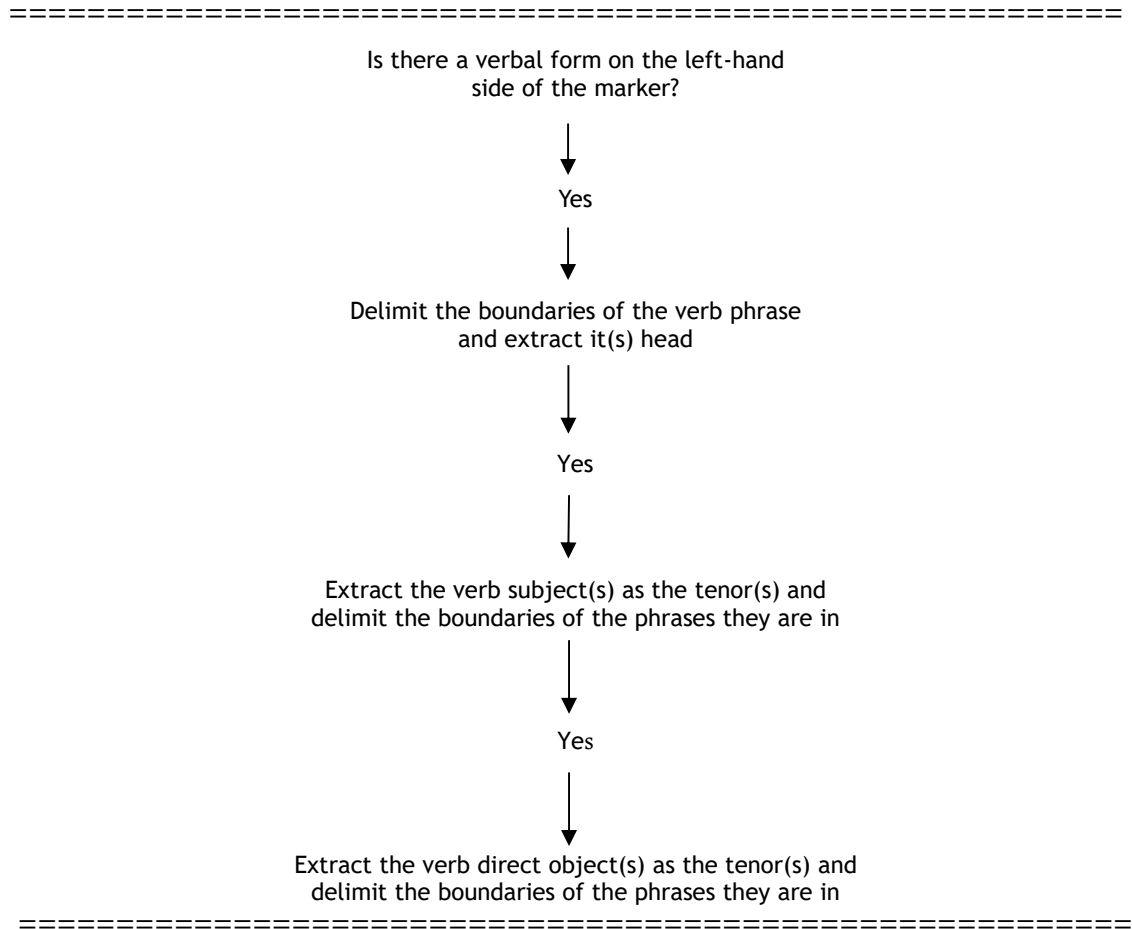 Is there a verbal form on the left-hand
side of the marker?
Yes
Delimit the boundaries of the verb phrase
and extract it(s) head
Yes
Extract the verb subject(s) as the tenor(s) and
delimit the boundaries of the phrases they are in
Yes
Extract the verb direct object(s) as the tenor(s) and
delimit the boundaries of the phrases they are in